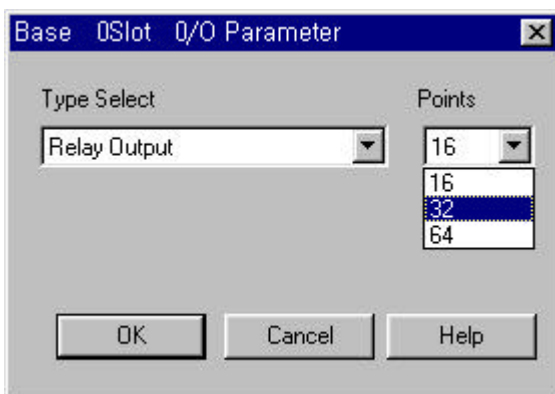 Base 0Slot 0/O Parameter
Type Select Points
Relay Output 16
16
32
64
OK Cancel Help